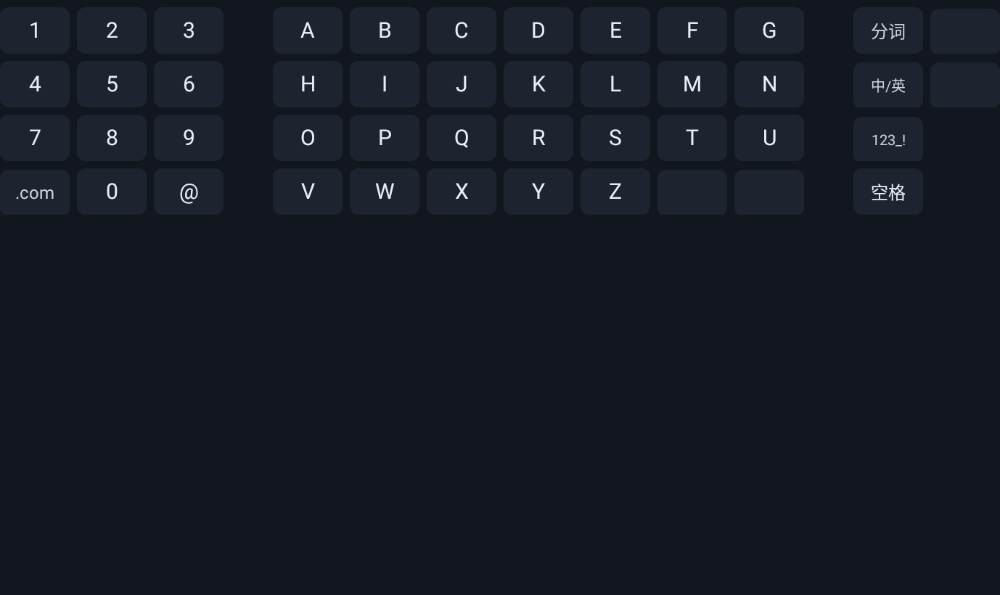 1 2 3 A B C D E F G 分词
4 5 6 H I J K L M N 中/英
7 8 9 O P Q R S T U 123_!
.com 0 @ V W X Y Z 空格